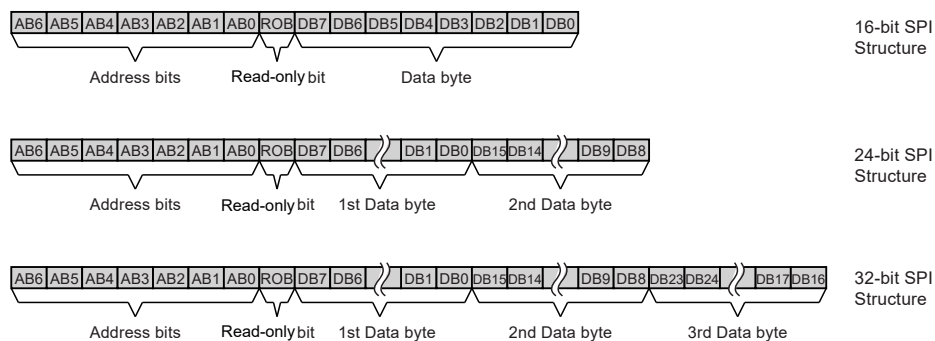 AB6 AB5 AB4 AB3 AB2 AB1 AB0 ROB DB7 DB6 DB5 DB4 DB3 DB2 DB1 DB0
16-bit SPI
Structure
Address bits Read-only bit Data byte
AB6 AB5 AB4 AB3 AB2 AB1 AB0 ROB DB7 DB6 DB1 DB0 DB15 DB14 DB9 DB8
24-bit SPI
Structure
Address bits Read-only bit 1st Data byte 2nd Data byte
AB6 AB5 AB4 AB3 AB2 AB1 AB0 ROB DB7 DB6 DB1 DB0 DB15 DB14 DB9 DB8 DB23 DB24 DB17 DB16
32-bit SPI
Structure
Address bits Read-only bit 1st Data byte 2nd Data byte 3rd Data byte